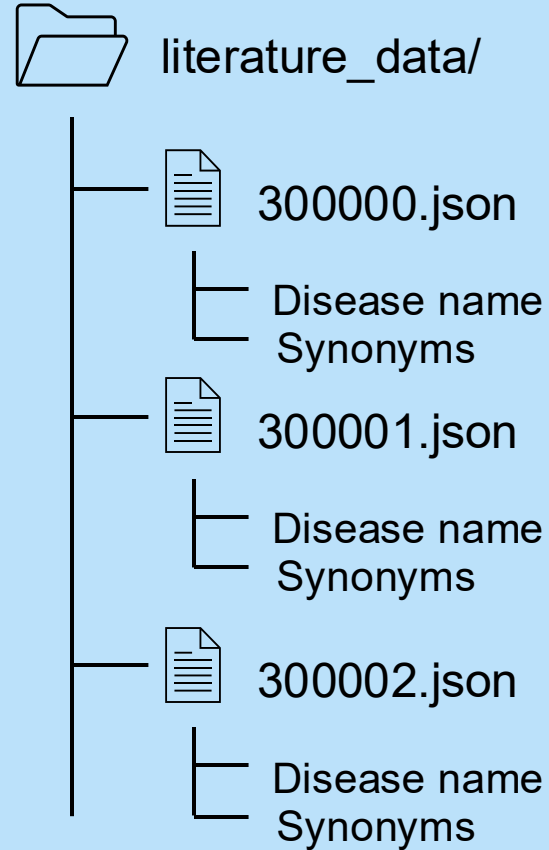 literature_data/
300000.json
Disease name
Synonyms
300001.json
Disease name
Synonyms
300002.json
Disease name
Synonyms